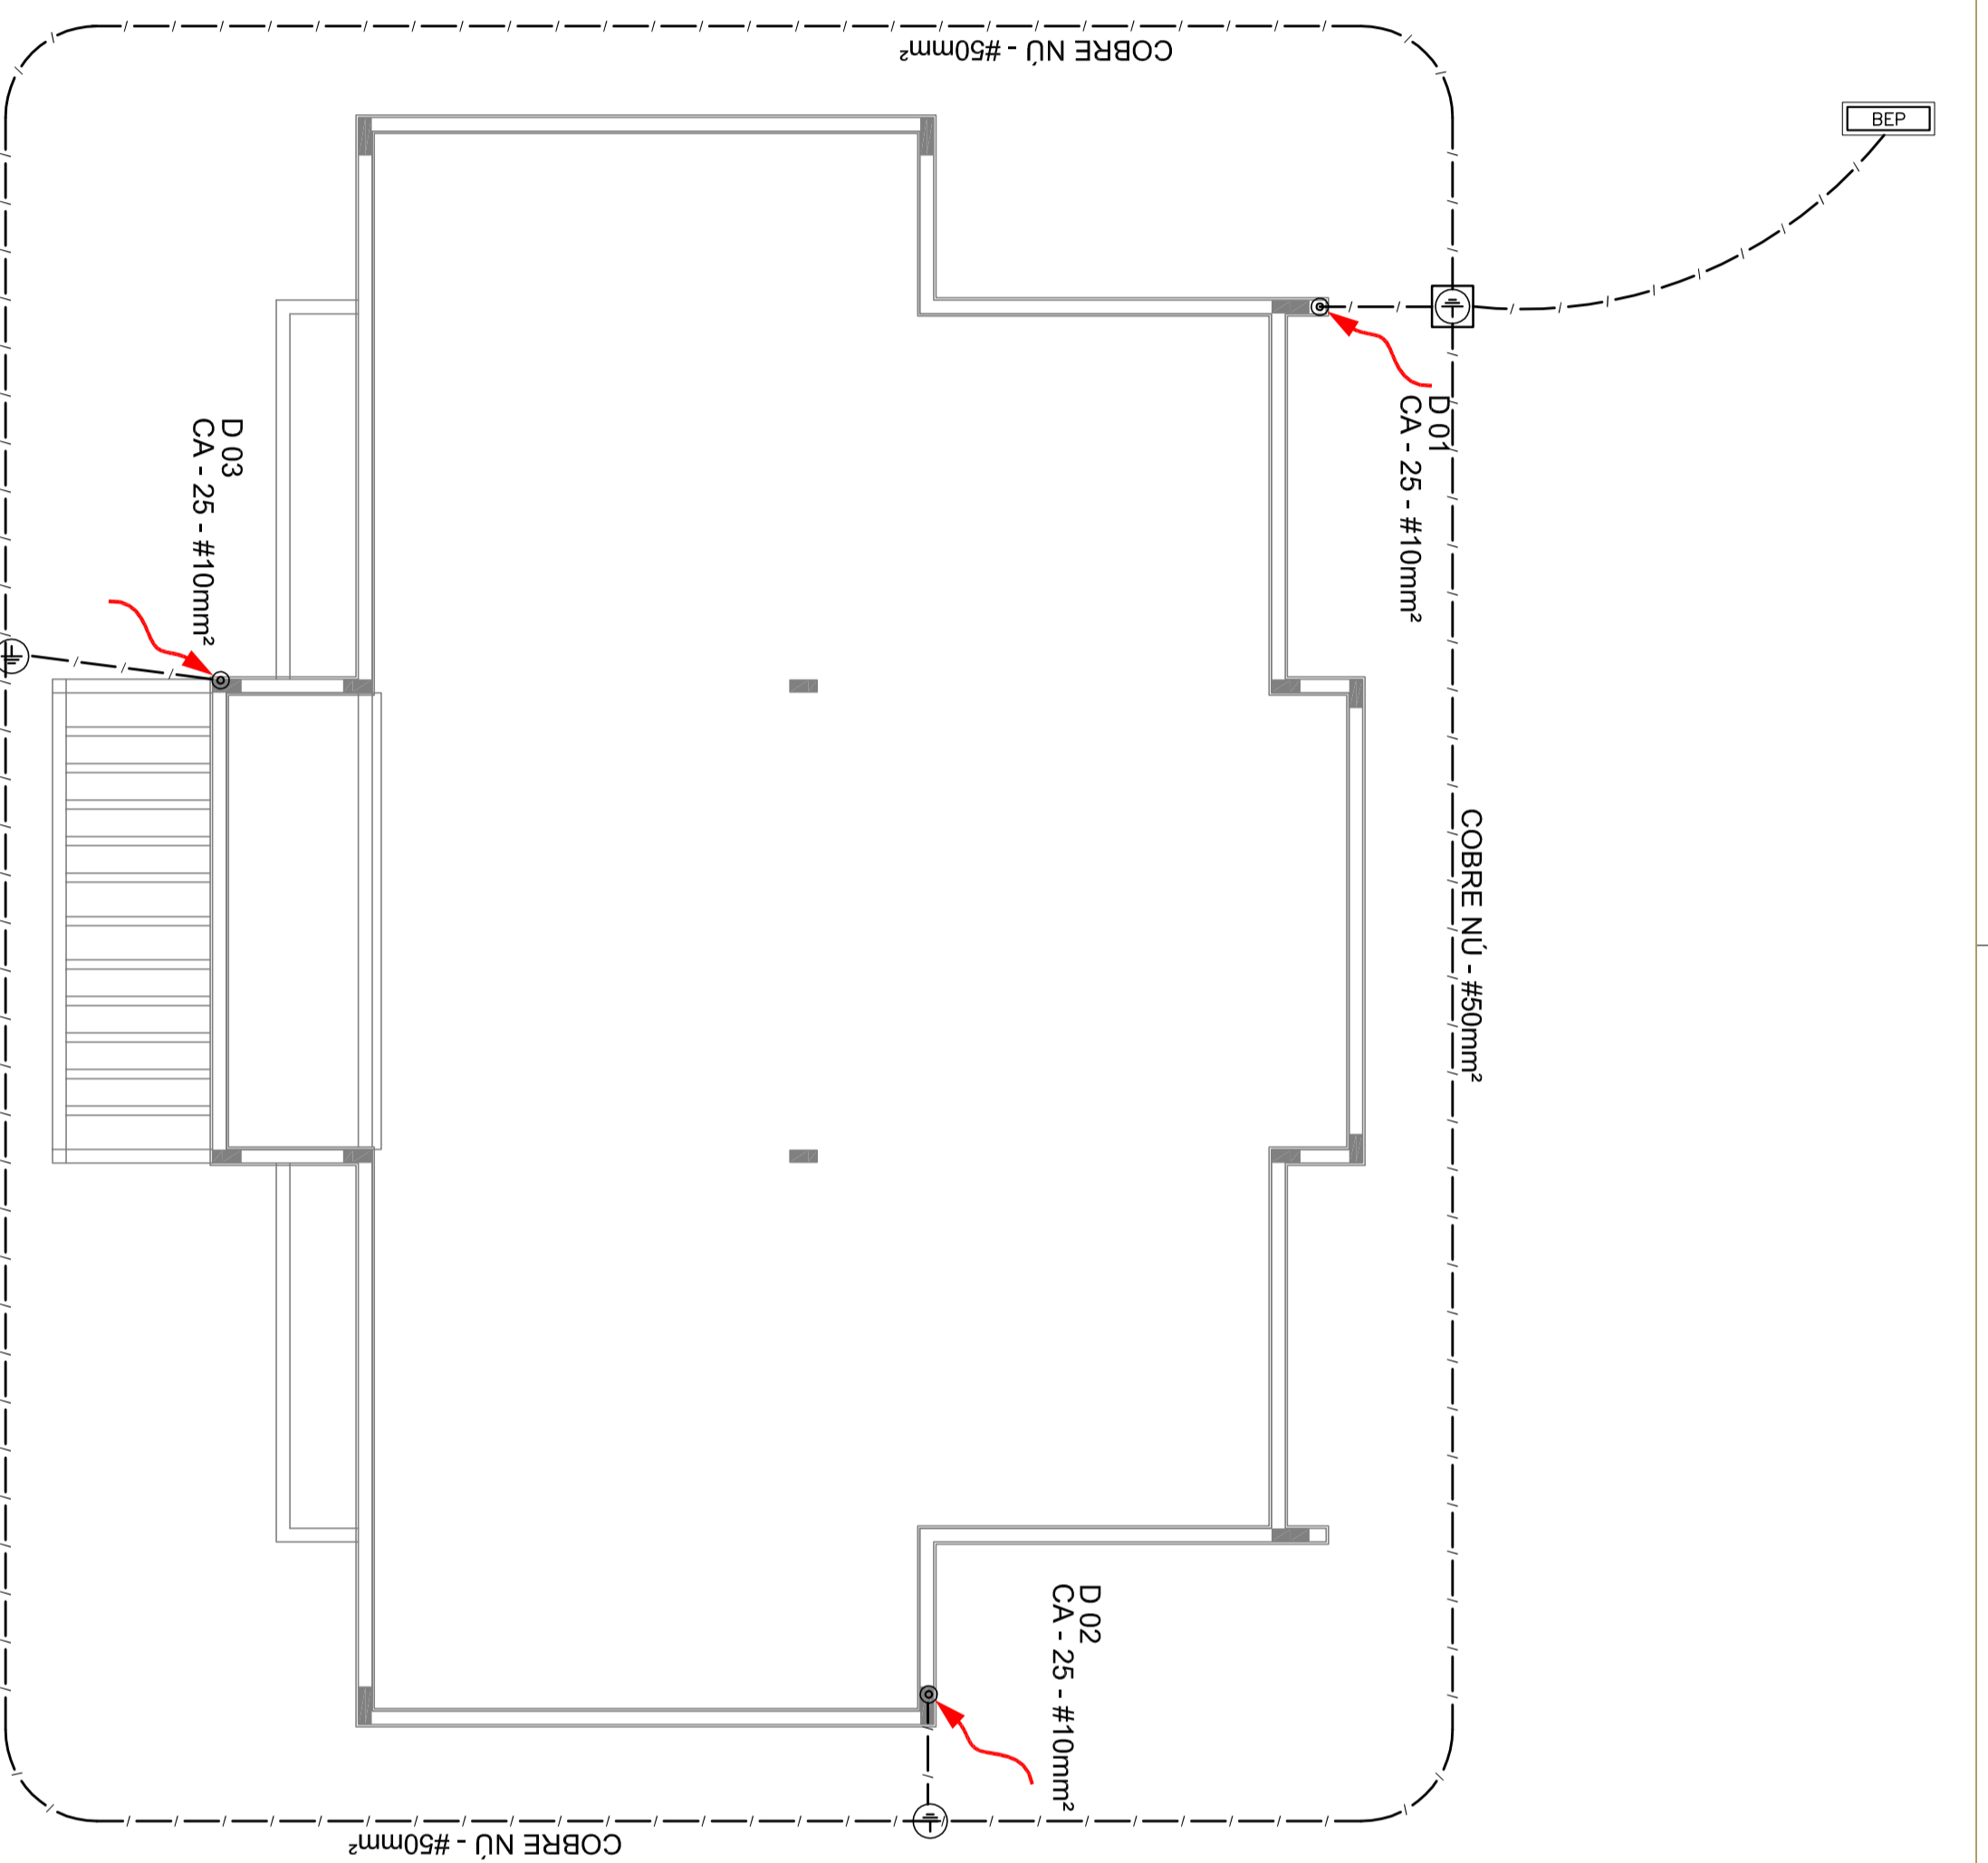 COBRE NÚ - #50mm²
BEP
D 01
CA - 25 - #10mm²
D 03
CA - 25 - #10mm²
COBRE NÚ - #50mm²
D 02
CA - 25 - #10mm²
COBRE NÚ - #50mm²